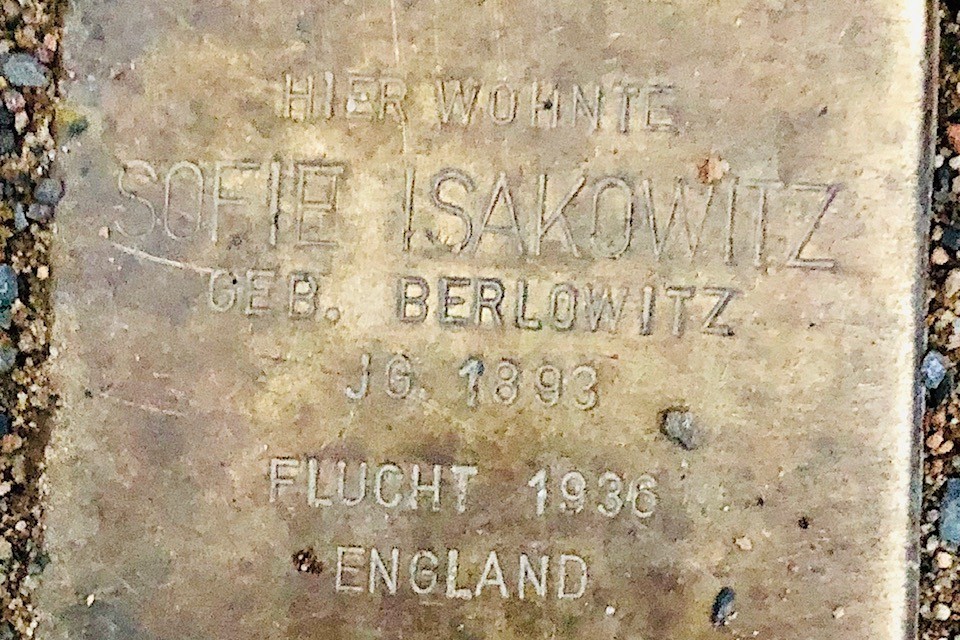 HIER WOHNTE
SOFIE ISAKOWITZ
GEB. BERLOWITZ
JG. 1893
FLUCHT 1936
ENGLAND